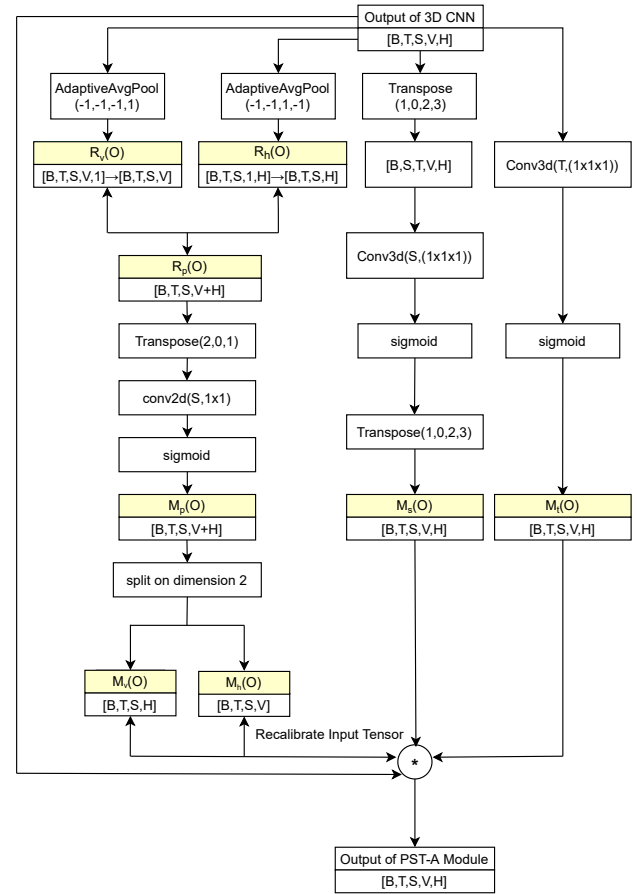 Output of 3D CNN
[B,T,S,V,H]
AdaptiveAvgPool
(-1,-1,-1,1)
AdaptiveAvgPool
(-1,-1,1,-1)
Transpose
(1,0,2,3)
Rv(O)
[B,T,S,V,1]→[B,T,S,V]
Rh(O)
[B,T,S,1,H]→[B,T,S,H]
[B,S,T,V,H]
Conv3d(T,(1x1x1))
Conv3d(S,(1x1x1))
Rp(O)
[B,T,S,V+H]
Transpose(2,0,1)
sigmoid
sigmoid
conv2d(S,1x1)
Transpose(1,0,2,3)
sigmoid
Mp(O)
[B,T,S,V+H]
Ms(O)
[B,T,S,V,H]
Mt(O)
[B,T,S,V,H]
split on dimension 2
Mv(O)
[B,T,S,H]
Mh(O)
[B,T,S,V]
Recalibrate Input Tensor
*
Output of PST-A Module
[B,T,S,V,H]